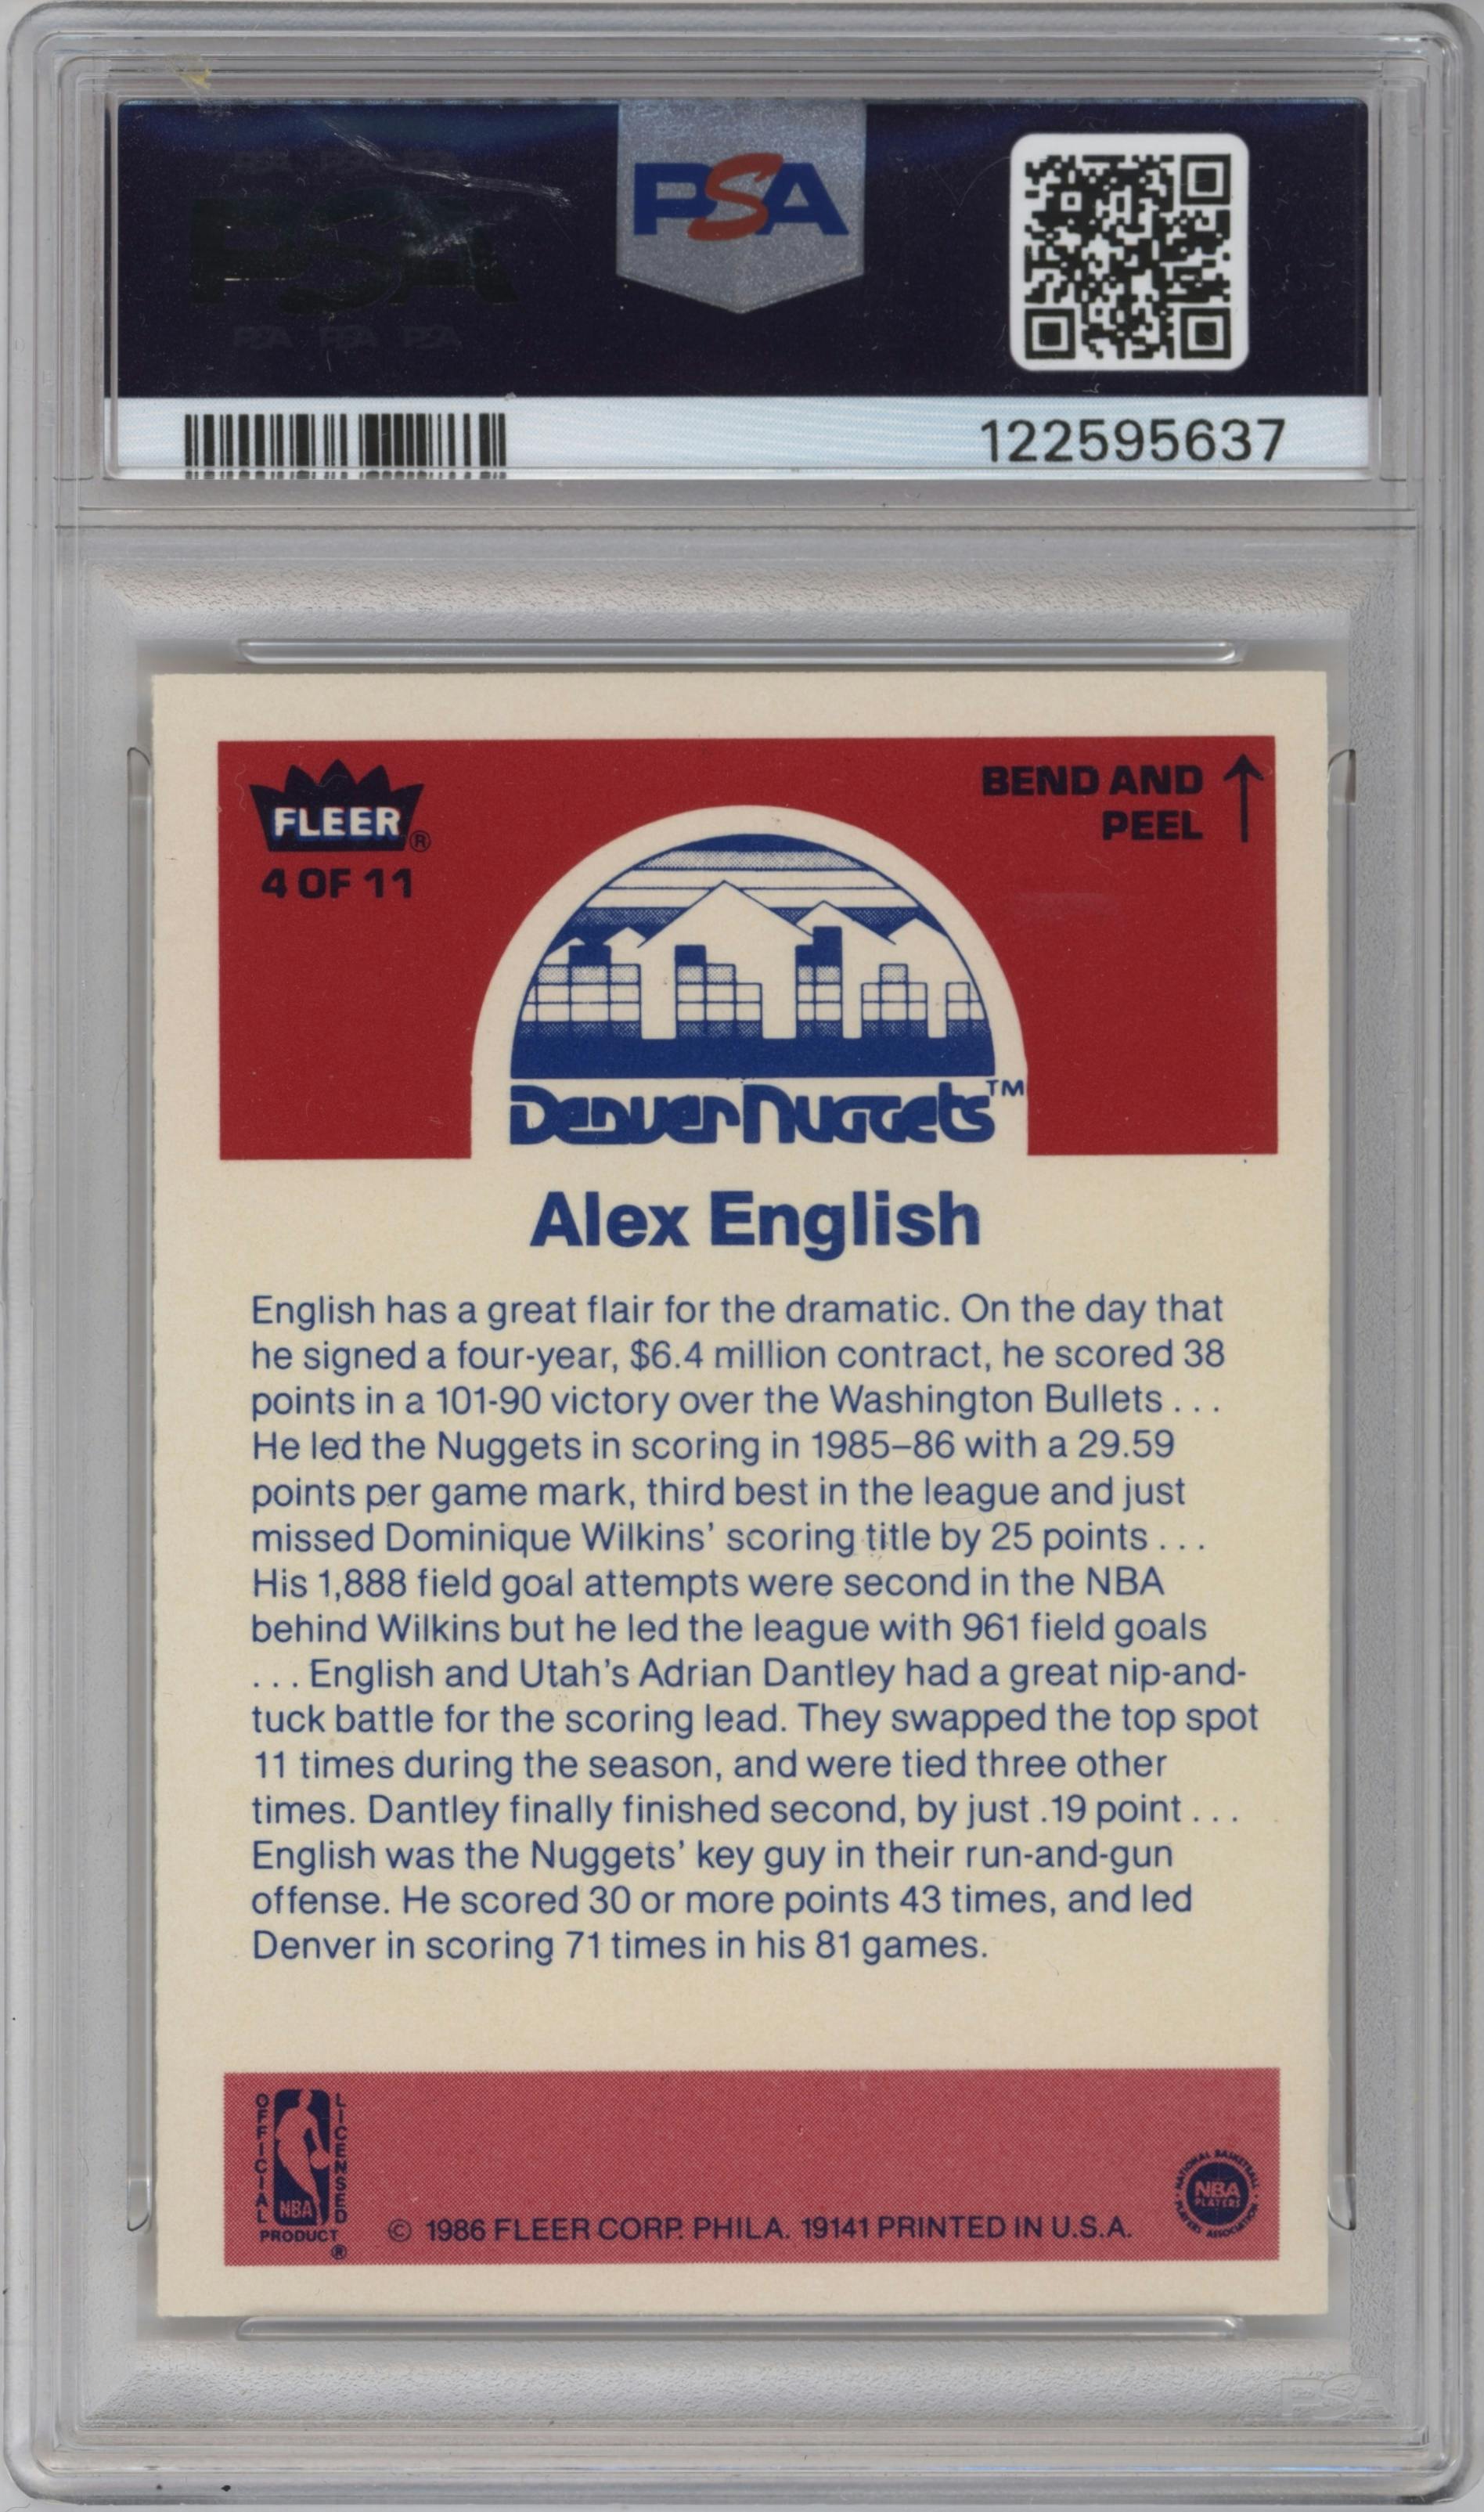 PSA
122595637
FLEER®
4 OF 11
BEND AND
PEEL
Denver Nuggets™
Alex English
English has a great flair for the dramatic. On the day that
he signed a four-year, $6.4 million contract, he scored 38
points in a 101-90 victory over the Washington Bullets . . .
He led the Nuggets in scoring in 1985–86 with a 29.59
points per game mark, third best in the league and just
missed Dominique Wilkins’ scoring title by 25 points . . .
His 1,888 field goal attempts were second in the NBA
behind Wilkins but he led the league with 961 field goals
. . . English and Utah’s Adrian Dantley had a great nip-and-
tuck battle for the scoring lead. They swapped the top spot
11 times during the season, and were tied three other
times. Dantley finally finished second, by just .19 point . . .
English was the Nuggets’ key guy in their run-and-gun
offense. He scored 30 or more points 43 times, and led
Denver in scoring 71 times in his 81 games.
OFFICIAL
LICENSED
NBA
PRODUCT
®
© 1986 FLEER CORP. PHILA. 19141 PRINTED IN U.S.A.
NATIONAL BASKETBALL
NBA
PLAYERS
PLAYERS ASSOCIATION
PSA